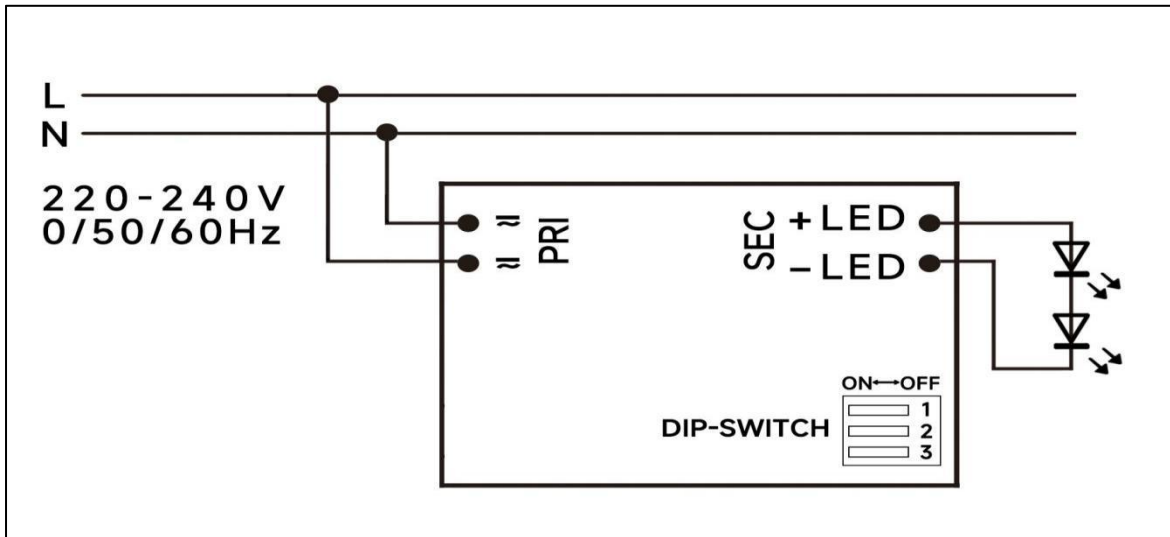 L
N
220-240V
0/50/60Hz
PRI
SEC
+LED
-LED
ON↔OFF
DIP-SWITCH
1
2
3